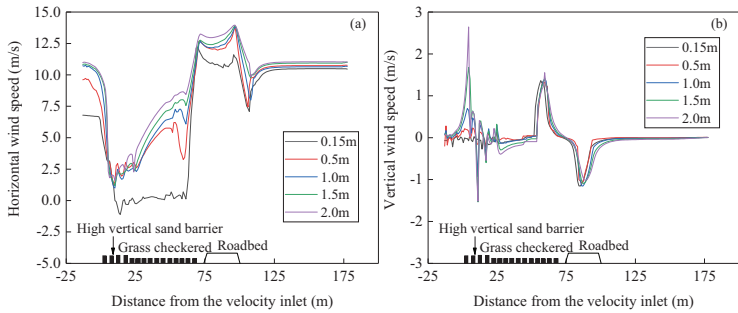 (a)
Horizontal wind speed (m/s)
15.0
12.5
10.0
7.5
5.0
2.5
0.0
-2.5
-5.0
0.15m
0.5m
1.0m
1.5m
2.0m
High vertical sand barrier
Grass checkered
Roadbed
-25
25
75
125
175
Distance from the velocity inlet (m)
(b)
Vertical wind speed (m/s)
3
2
1
0
-1
-2
-3
0.15m
0.5m
1.0m
1.5m
2.0m
High vertical sand barrier
Grass checkered
Roadbed
-25
25
75
125
175
Distance from the velocity inlet (m)